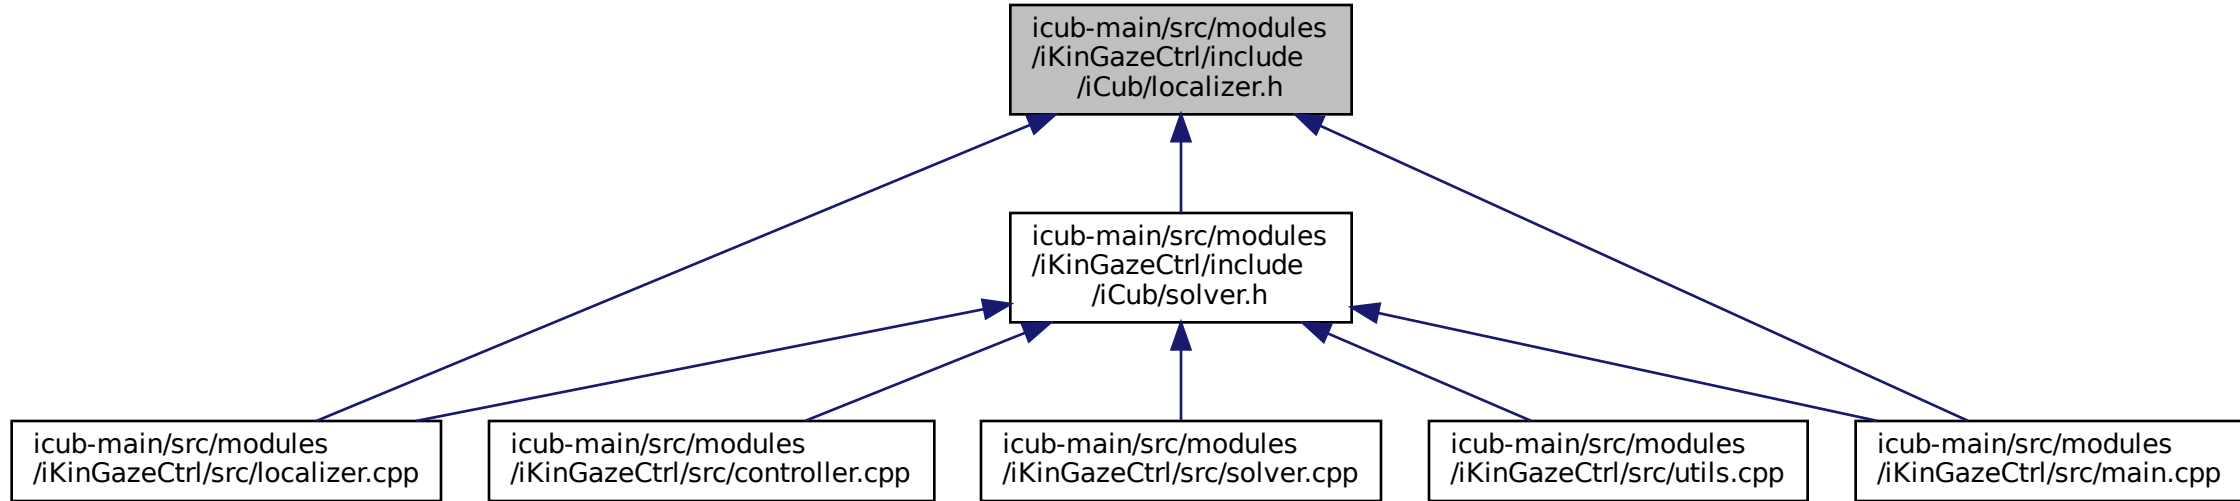 icub-main/src/modules
/iKinGazeCtrl/include
/iCub/localizer.h
icub-main/src/modules
/iKinGazeCtrl/include
/iCub/solver.h
icub-main/src/modules
/iKinGazeCtrl/src/localizer.cpp
icub-main/src/modules
/iKinGazeCtrl/src/controller.cpp
icub-main/src/modules
/iKinGazeCtrl/src/solver.cpp
icub-main/src/modules
/iKinGazeCtrl/src/utils.cpp
icub-main/src/modules
/iKinGazeCtrl/src/main.cpp